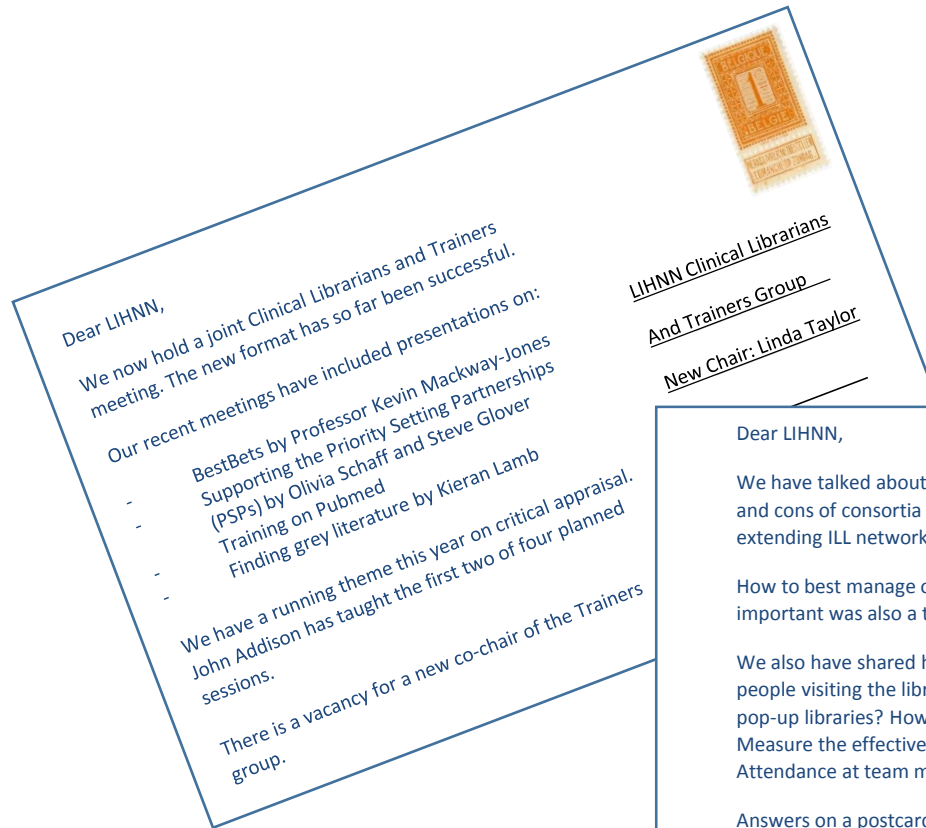 BELGIQUE
1
BELGIE
Dear LIHNN,
We now hold a joint Clinical Librarians and Trainers
meeting. The new format has so far been successful.
Our recent meetings have included presentations on:
- BestBets by Professor Kevin Mackway-Jones
- Supporting the Priority Setting Partnerships
(PSPs) by Olivia Schaff and Steve Glover
- Training on Pubmed
- Finding grey literature by Kieran Lamb
We have a running theme this year on critical appraisal.
John Addison has taught the first two of four planned
sessions.
There is a vacancy for a new co-chair of the Trainers
group.
LIHNN Clinical Librarians
And Trainers Group
New Chair: Linda Taylor
Dear LIHNN,
We have talked about
and cons of consortia
extending ILL network
How to best manage c
important was also a t
We also have shared h
people visiting the libr
pop-up libraries? How
Measure the effective
Attendance at team m
Answers on a postcard